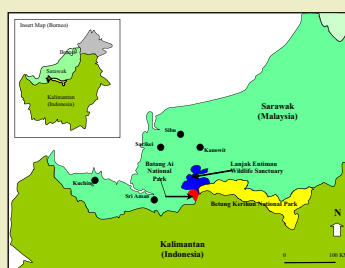 Insert Map (Borneo)
Brunei
Sarawak
Kalimantan
(Indonesia)
Sarawak
(Malaysia)
Sibu
Sarikei
Kanowit
Batang Ai
National
Park
Lanjak Entimau
Wildlife Sanctuary
Kuching
Sri Aman
Betung Kerihun National Park
N
Kalimantan
(Indonesia)
0
100 KM